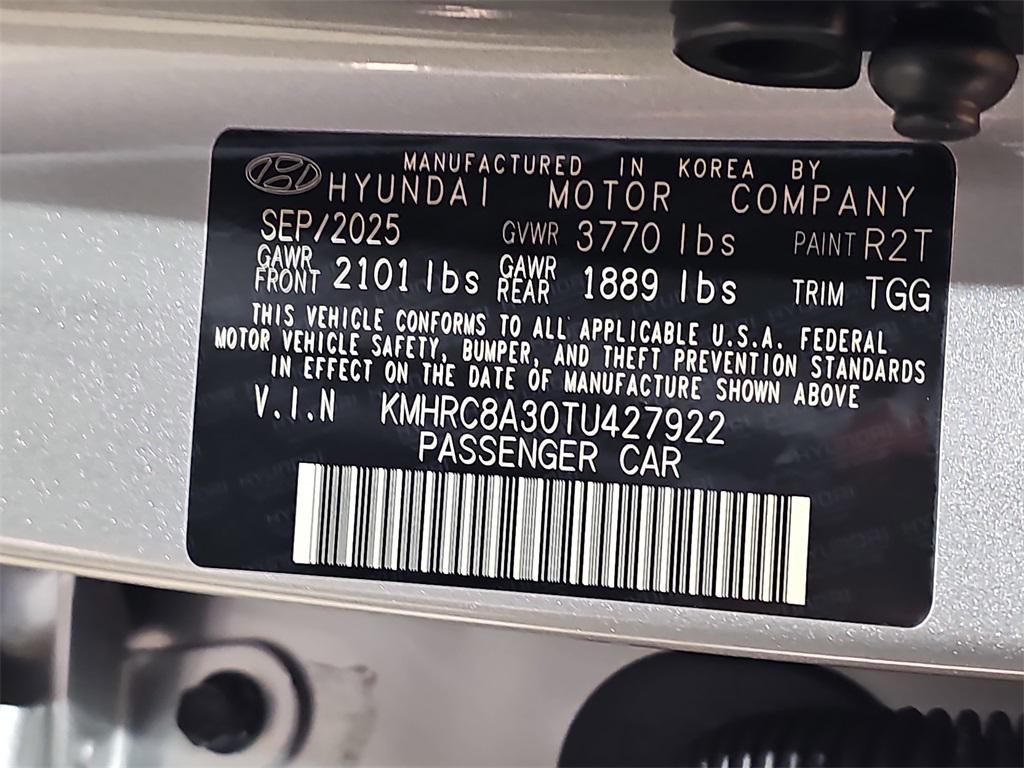 MANUFACTURED IN KOREA BY
HYUNDAI MOTOR COMPANY
SEP/2025 GVWR 3770 lbs PAINT R2T
GAWR FRONT 2101 lbs GAWR REAR 1889 lbs TRIM TGG
THIS VEHICLE CONFORMS TO ALL APPLICABLE U.S.A. FEDERAL
MOTOR VEHICLE SAFETY, BUMPER, AND THEFT PREVENTION STANDARDS
IN EFFECT ON THE DATE OF MANUFACTURE SHOWN ABOVE
V.I.N KMHRC8A30TU427922
PASSENGER CAR